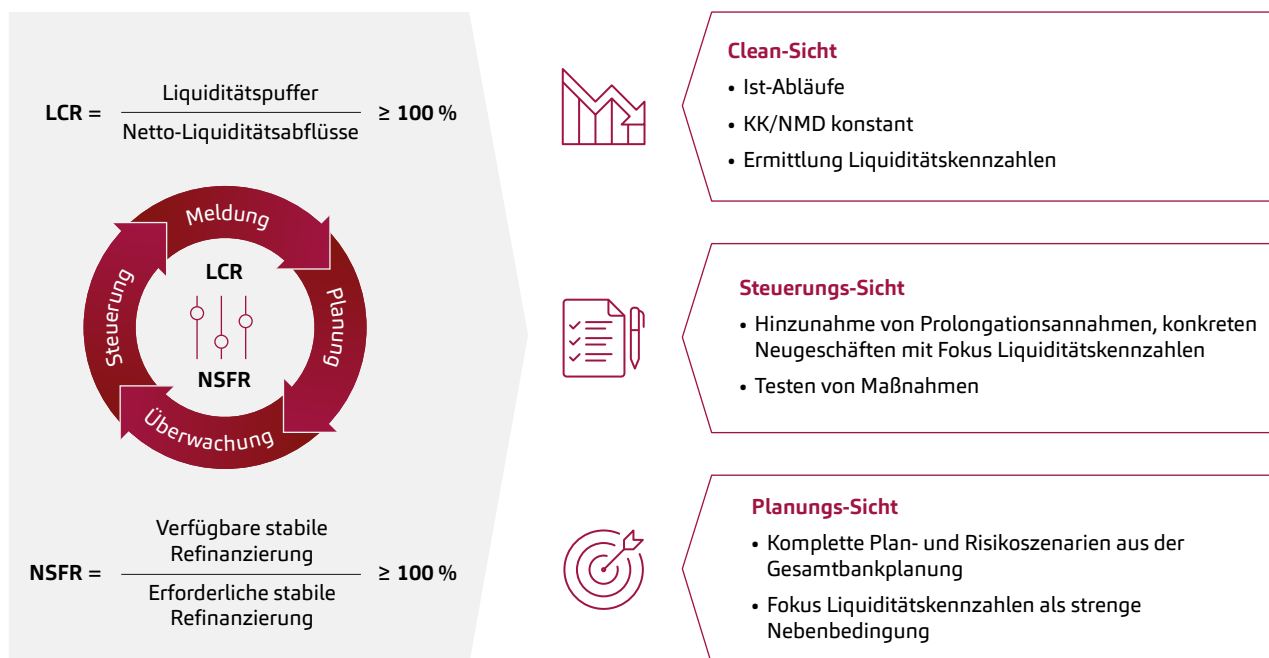 LCR =
Liquiditätspuffer
Netto-Liquiditätsabflüsse
≥ 100 %
Meldung
Planung
Überwachung
Steuerung
LCR
NSFR
NSFR =
Verfügbare stabile
Refinanzierung
Erforderliche stabile
Refinanzierung
≥ 100 %
Clean-Sicht
• Ist-Abläufe
• KK/NMD konstant
• Ermittlung Liquiditätskennzahlen
Steuerungs-Sicht
• Hinzunahme von Prolongationsannahmen, konkreten
Neugeschäften mit Fokus Liquiditätskennzahlen
• Testen von Maßnahmen
Planungs-Sicht
• Komplette Plan- und Risikoszenarien aus der
Gesamtbankplanung
• Fokus Liquiditätskennzahlen als strenge
Nebenbedingung